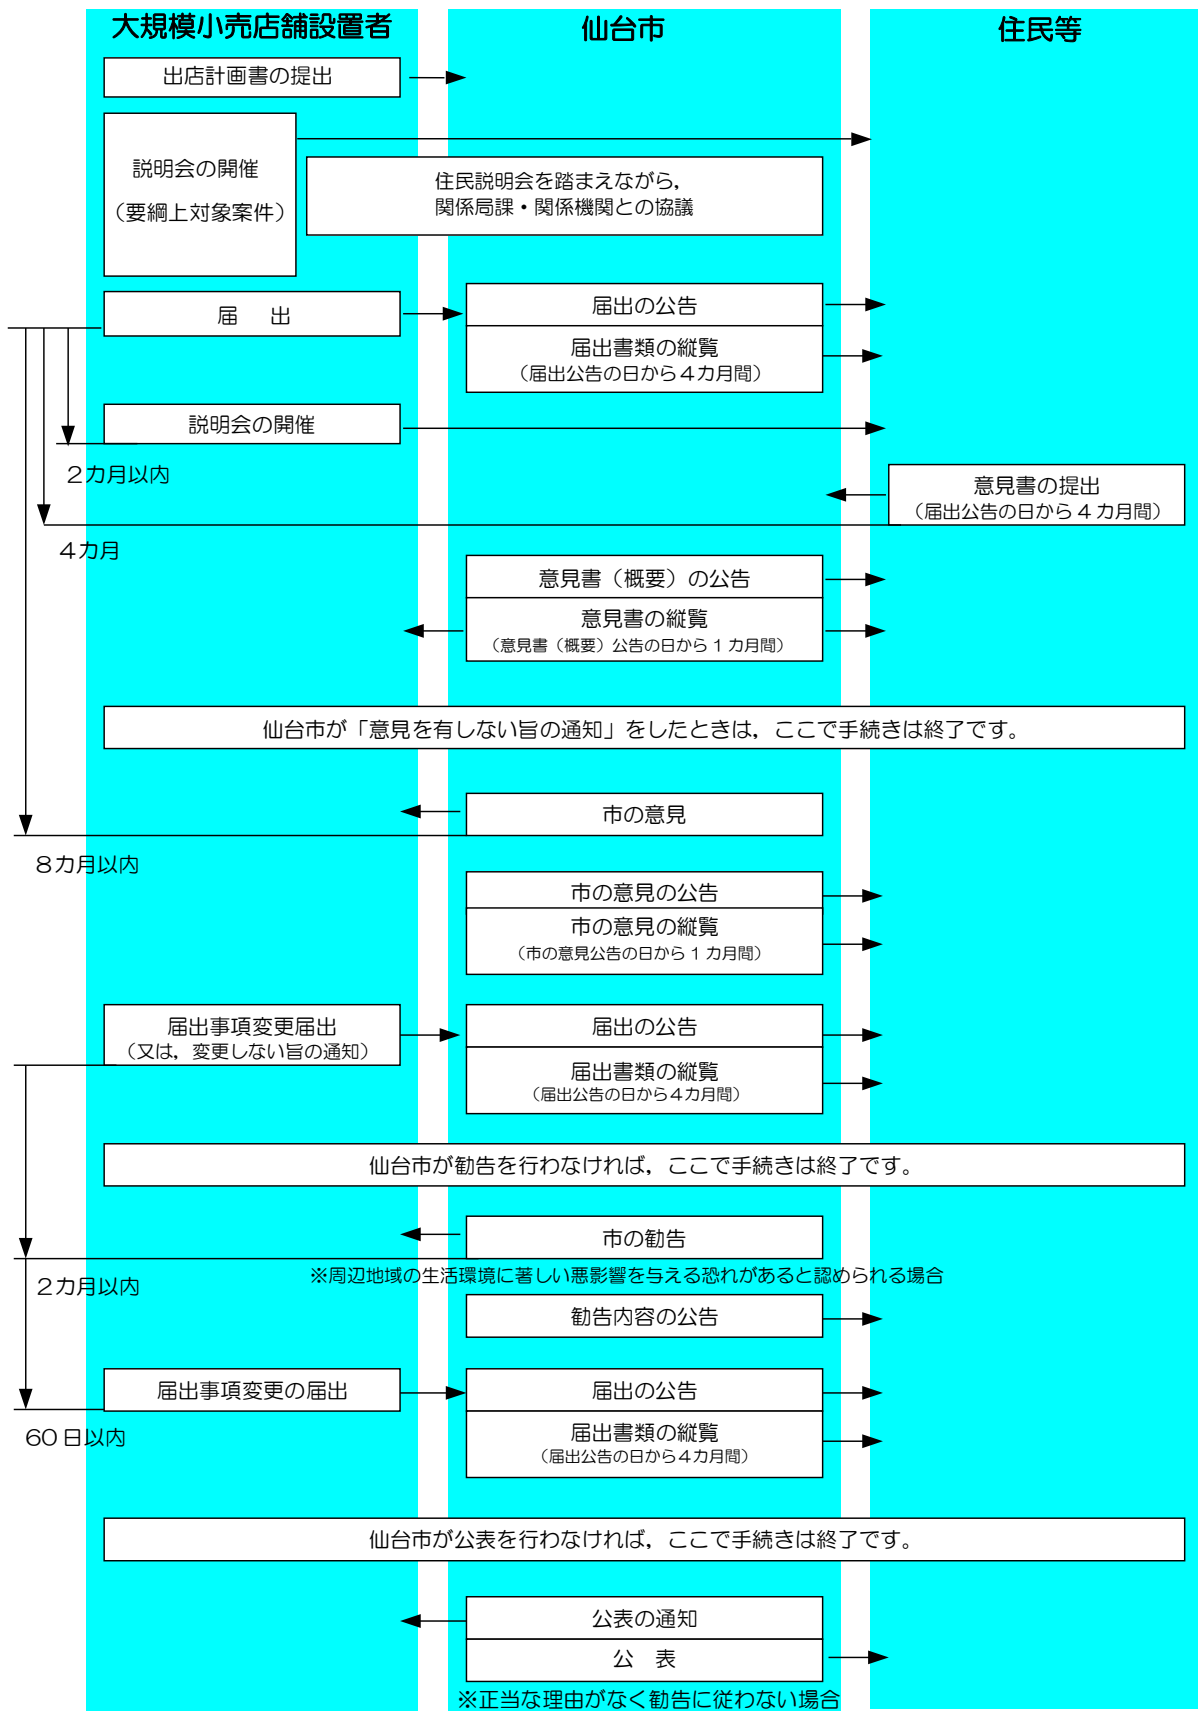 大規模小売店舗設置者
仙台市
住民等
出店計画書の提出
説明会の開催
（要綱上対象案件）
住民説明会を踏まえながら，
関係局課・関係機関との協議
届　出
届出の公告
届出書類の縦覧
（届出公告の日から４カ月間）
説明会の開催
２カ月以内
意見書の提出
（届出公告の日から 4 カ月間）
４カ月
意見書（概要）の公告
意見書の縦覧
（意見書（概要）公告の日から 1 カ月間）
仙台市が「意見を有しない旨の通知」をしたときは，ここで手続きは終了です。
市の意見
８カ月以内
市の意見の公告
市の意見の縦覧
（市の意見公告の日から 1 カ月間）
届出事項変更届出
（又は，変更しない旨の通知）
届出の公告
届出書類の縦覧
（届出公告の日から４カ月間）
仙台市が勧告を行わなければ，ここで手続きは終了です。
市の勧告
※周辺地域の生活環境に著しい悪影響を与える恐れがあると認められる場合
２カ月以内
勧告内容の公告
届出事項変更の届出
届出の公告
60 日以内
届出書類の縦覧
（届出公告の日から４カ月間）
仙台市が公表を行わなければ，ここで手続きは終了です。
公表の通知
公　表
※正当な理由がなく勧告に従わない場合